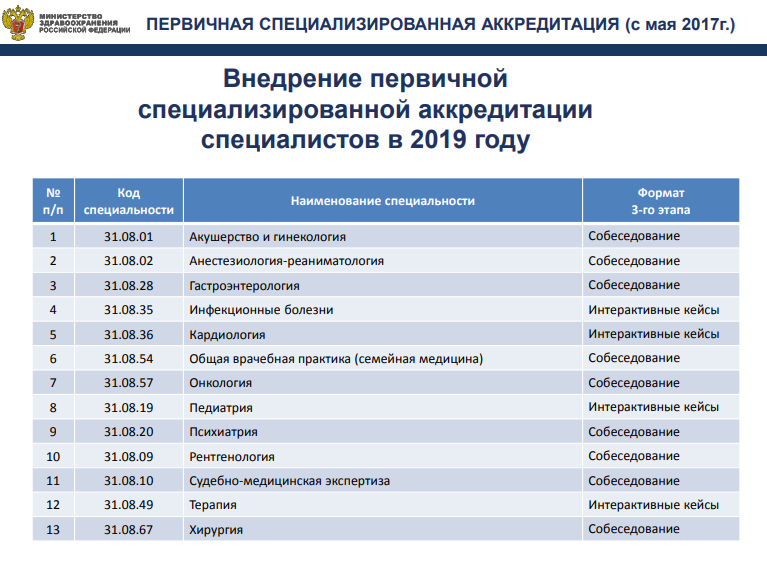 МИНИСТЕРСТВО
ЗДРАВООХРАНЕНИЯ
РОССИЙСКОЙ ФЕДЕРАЦИИ
ПЕРВИЧНАЯ СПЕЦИАЛИЗИРОВАННАЯ АККРЕДИТАЦИЯ (с мая 2017г.)
Внедрение первичной
специализированной аккредитации
специалистов в 2019 году
№ п/п Код специальности Наименование специальности Формат 3-го этапа
1 31.08.01 Акушерство и гинекология Собеседование
2 31.08.02 Анестезиология-реаниматология Собеседование
3 31.08.28 Гастроэнтерология Собеседование
4 31.08.35 Инфекционные болезни Интерактивные кейсы
5 31.08.36 Кардиология Интерактивные кейсы
6 31.08.54 Общая врачебная практика (семейная медицина) Собеседование
7 31.08.57 Онкология Собеседование
8 31.08.19 Педиатрия Интерактивные кейсы
9 31.08.20 Психиатрия Собеседование
10 31.08.09 Рентгенология Собеседование
11 31.08.10 Судебно-медицинская экспертиза Собеседование
12 31.08.49 Терапия Интерактивные кейсы
13 31.08.67 Хирургия Собеседование